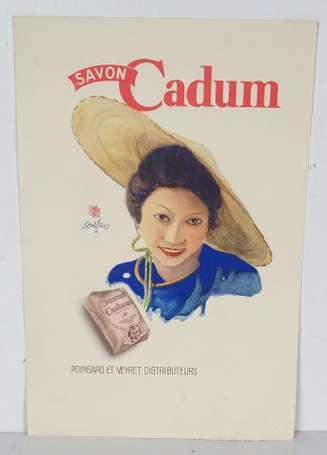 SAVON
Cadum
Savon
Cadum
POINSARD ET VEYRET DISTRIBUTEURS